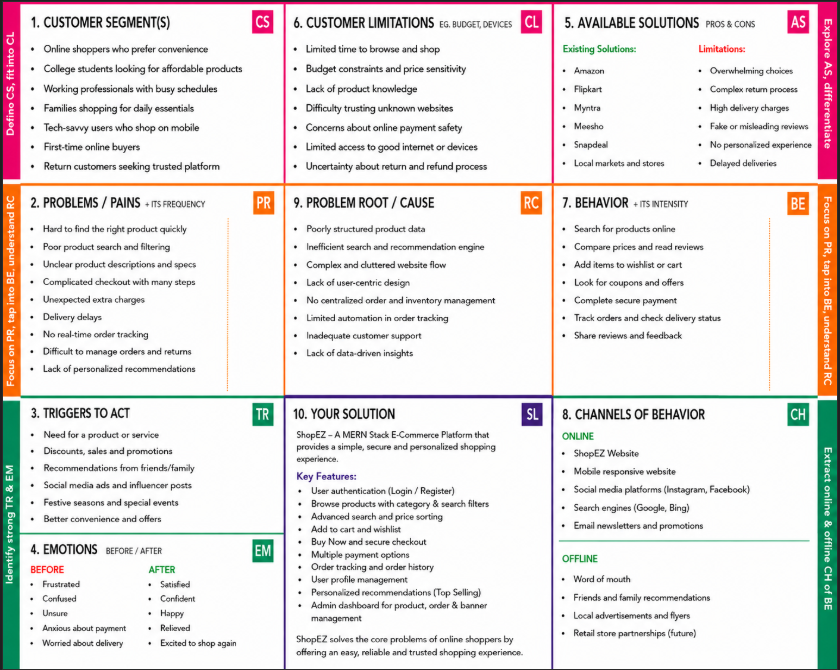 Define CS, fit into CL
1. CUSTOMER SEGMENT(S)
CS
Online shoppers who prefer convenience
College students looking for affordable products
Working professionals with busy schedules
Families shopping for daily essentials
Tech-savvy users who shop on mobile
First-time online buyers
Return customers seeking trusted platform
6. CUSTOMER LIMITATIONS EG. BUDGET, DEVICES
CL
Limited time to browse and shop
Budget constraints and price sensitivity
Lack of product knowledge
Difficulty trusting unknown websites
Concerns about online payment safety
Limited access to good internet or devices
Uncertainty about return and refund process
5. AVAILABLE SOLUTIONS PROS & CONS
AS
Existing Solutions:
Amazon
Flipkart
Myntra
Meesho
Snapdeal
Local markets and stores
Limitations:
Overwhelming choices
Complex return process
High delivery charges
Fake or misleading reviews
No personalized experience
Delayed deliveries
Explore AS, differentiate
Focus on PR, tap into BE, understand RC
2. PROBLEMS / PAINS + ITS FREQUENCY
PR
Hard to find the right product quickly
Poor product search and filtering
Unclear product descriptions and specs
Complicated checkout with many steps
Unexpected extra charges
Delivery delays
No real-time order tracking
Difficult to manage orders and returns
Lack of personalized recommendations
9. PROBLEM ROOT / CAUSE
RC
Poorly structured product data
Inefficient search and recommendation engine
Complex and cluttered website flow
Lack of user-centric design
No centralized order and inventory management
Limited automation in order tracking
Inadequate customer support
Lack of data-driven insights
7. BEHAVIOR + ITS INTENSITY
BE
Search for products online
Compare prices and read reviews
Add items to wishlist or cart
Look for coupons and offers
Complete secure payment
Track orders and check delivery status
Share reviews and feedback
Focus on PR, tap into BE, understand RC
Identify strong TR & EM
3. TRIGGERS TO ACT
TR
Need for a product or service
Discounts, sales and promotions
Recommendations from friends/family
Social media ads and influencer posts
Festive seasons and special events
Better convenience and offers
4. EMOTIONS BEFORE / AFTER
EM
BEFORE
Frustrated
Confused
Unsure
Anxious about payment
Worried about delivery
AFTER
Satisfied
Confident
Happy
Relieved
Excited to shop again
10. YOUR SOLUTION
SL
ShopEZ – A MERN Stack E-Commerce Platform that
provides a simple, secure and personalized shopping
experience.
Key Features:
User authentication (Login / Register)
Browse products with category & search filters
Advanced search and price sorting
Add to cart and wishlist
Buy Now and secure checkout
Multiple payment options
Order tracking and order history
User profile management
Personalized recommendations (Top Selling)
Admin dashboard for product, order & banner
management
ShopEZ solves the core problems of online shoppers by
offering an easy, reliable and trusted shopping experience.
8. CHANNELS OF BEHAVIOR
CH
ONLINE
ShopEZ Website
Mobile responsive website
Social media platforms (Instagram, Facebook)
Search engines (Google, Bing)
Email newsletters and promotions
OFFLINE
Word of mouth
Friends and family recommendations
Local advertisements and flyers
Retail store partnerships (future)
Extract online & offline CH of BE